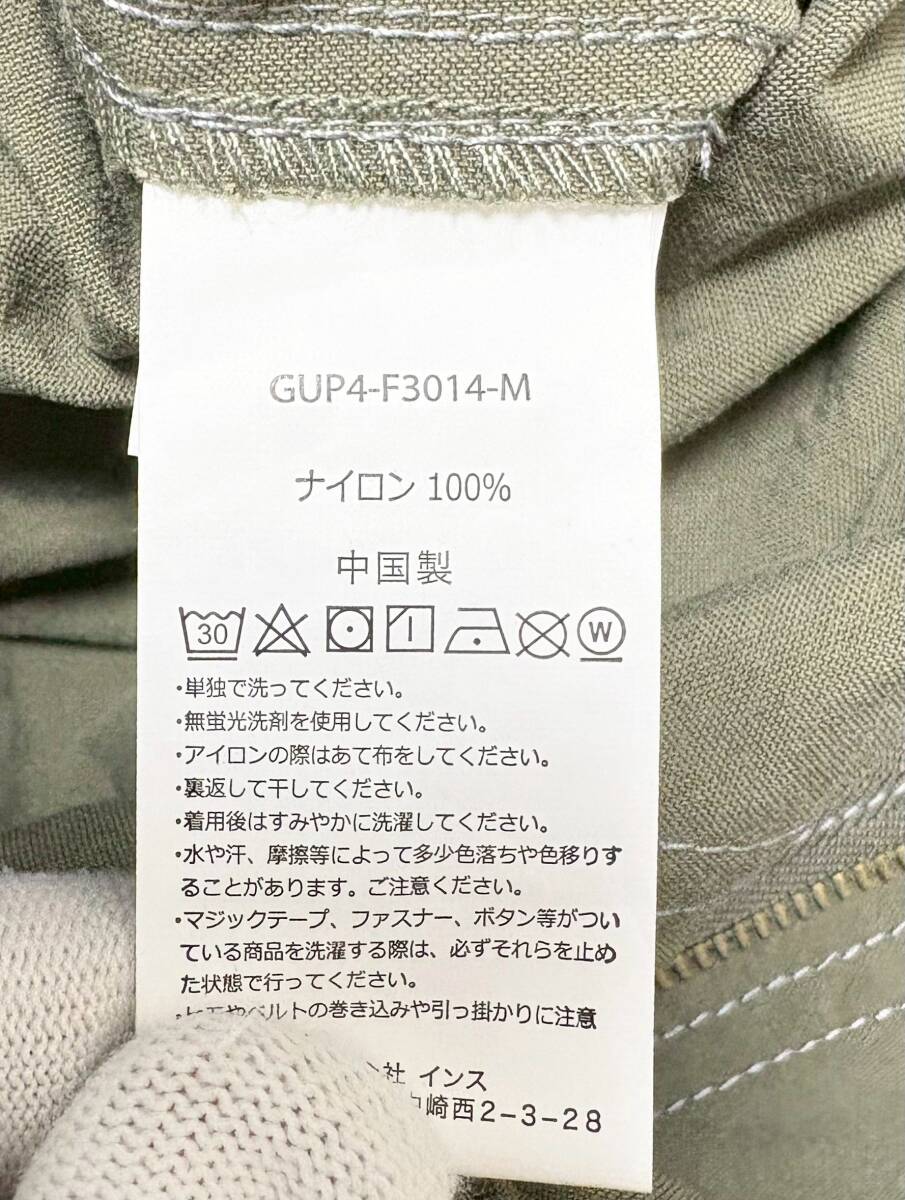 GUP4-F3014-M
ナイロン 100%
中国製
30 W
・単独で洗ってください。
・無蛍光洗剤を使用してください。
・アイロンの際はあて布をしてください。
・裏返して干してください。
・着用後はすみやかに洗濯してください。
・水や汗、摩擦等によって多少色落ちや色移りす
ることがあります。ご注意ください。
・マジックテープ、ファスナー、ボタン等がつい
ている商品を洗濯する際は、必ずそれらを止め
た状態で行ってください。
・ヒモやベルトの巻き込みや引っ掛かりに注意
社 インス
崎西2-3-28